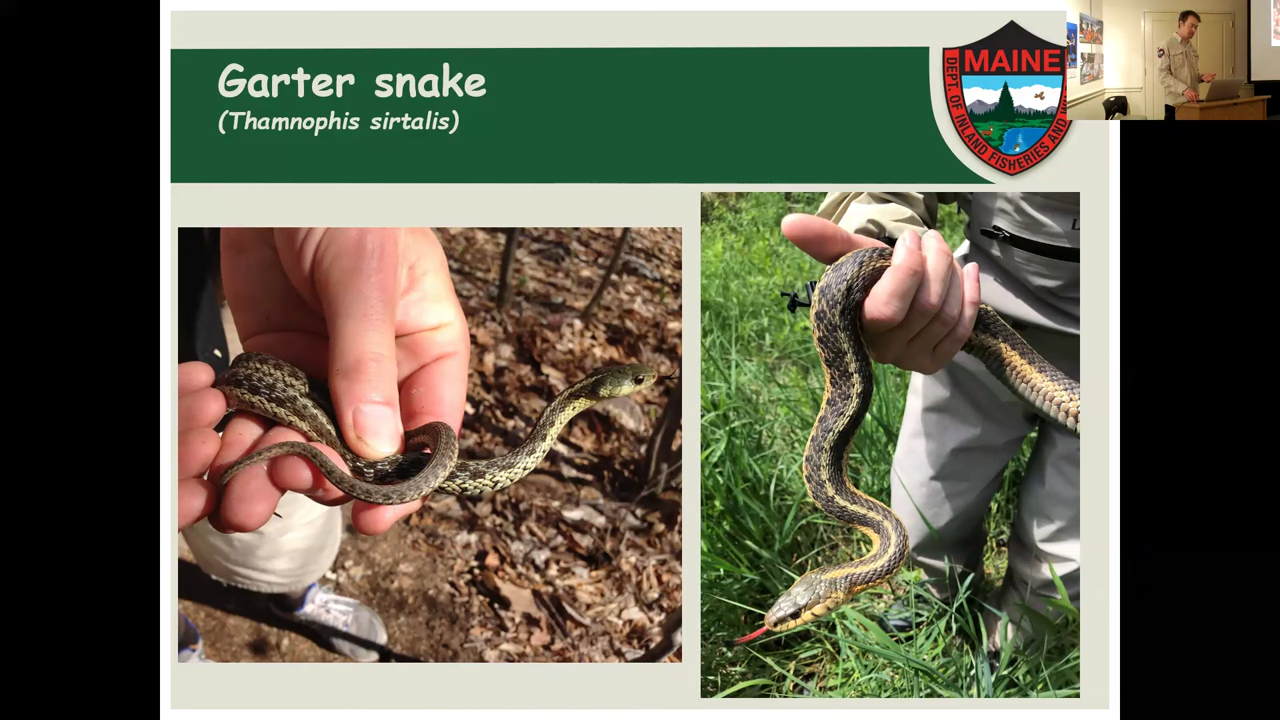 Garter snake
(Thamnophis sirtalis)
MAINE
DEPT. OF INLAND FISHERIES AND